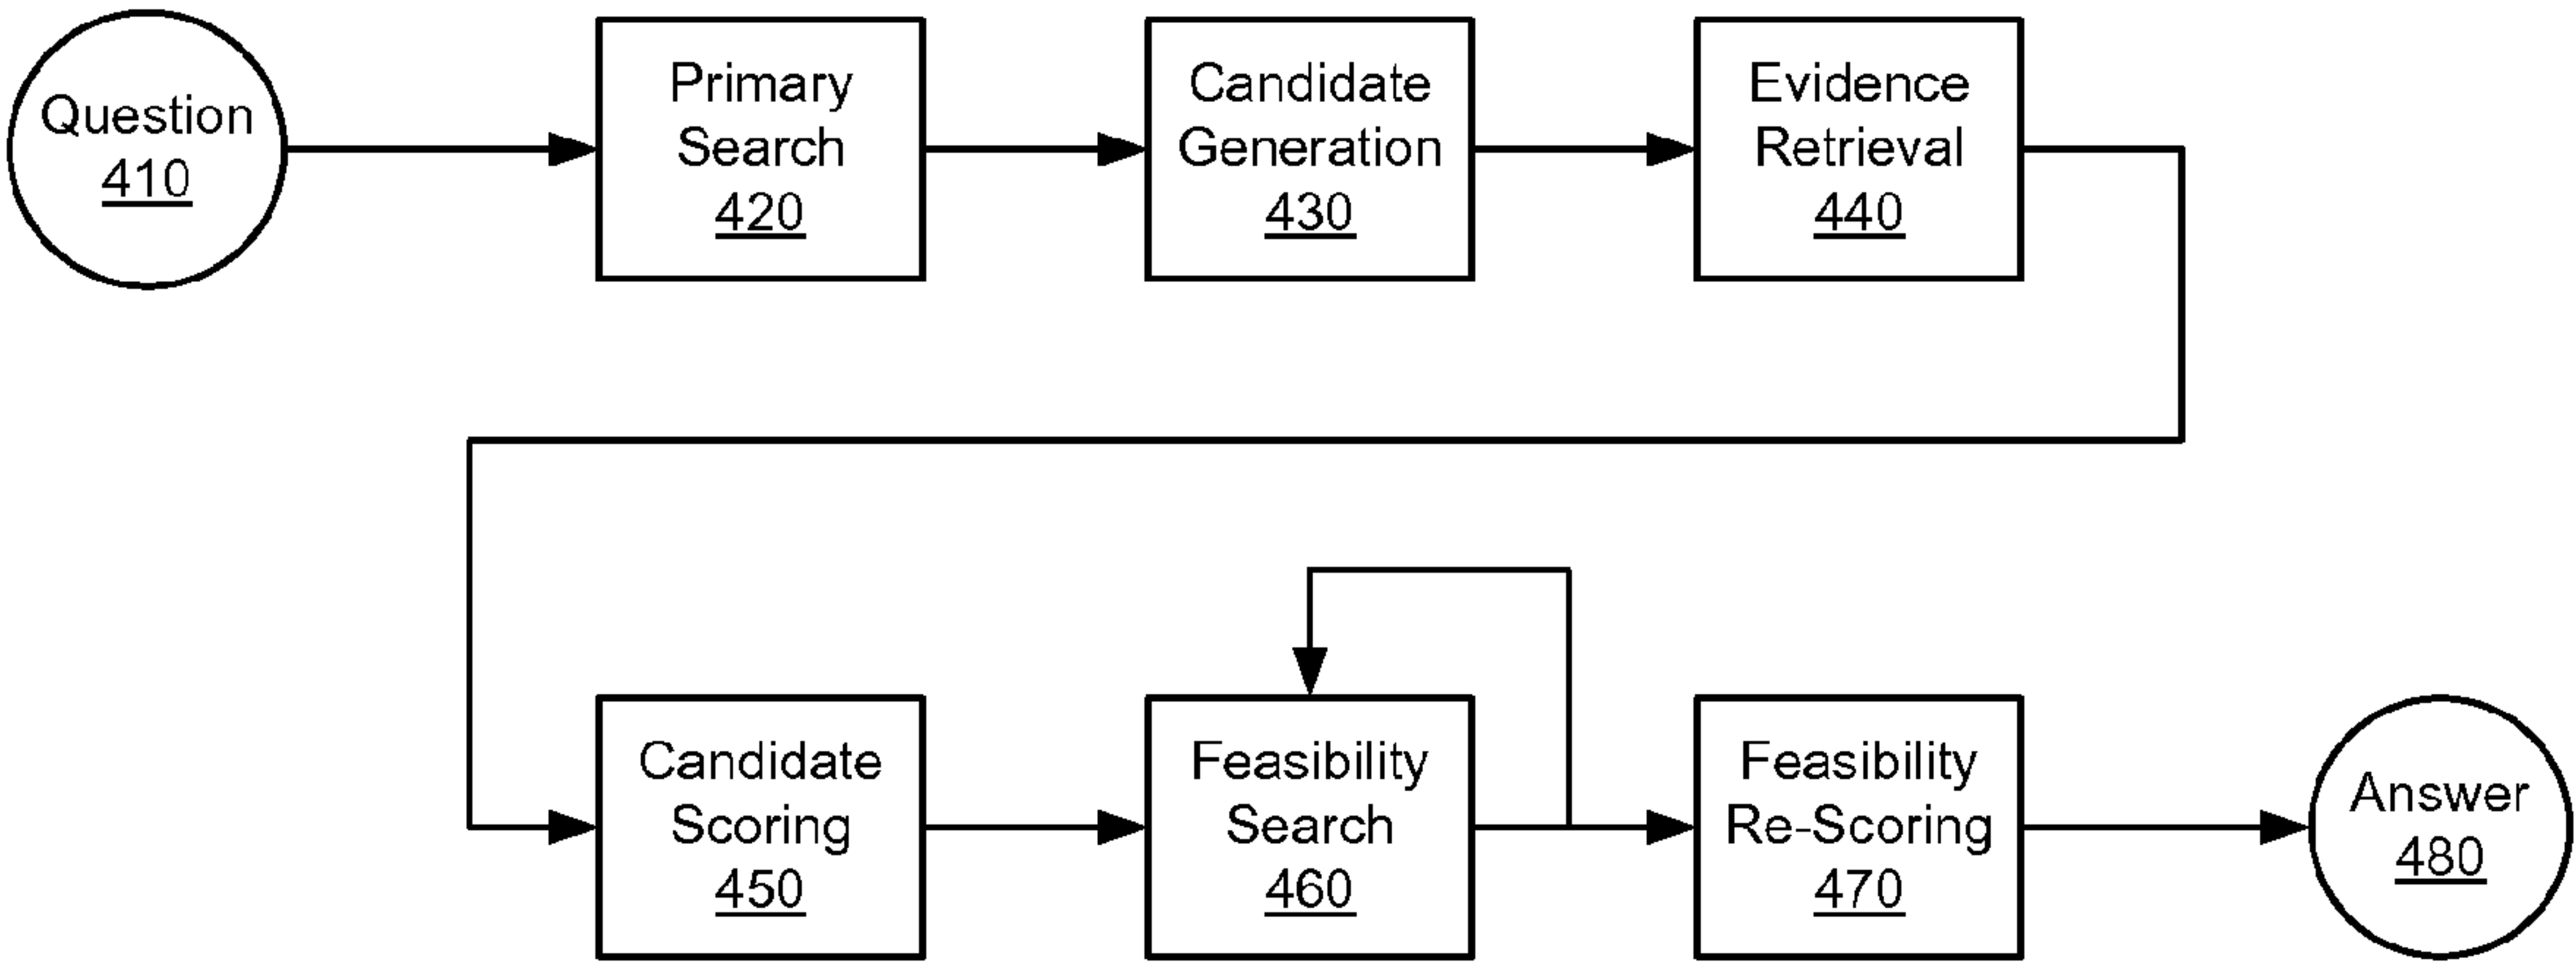 Question
410
Primary
Search
420
Candidate
Generation
430
Evidence
Retrieval
440
Candidate
Scoring
450
Feasibility
Search
460
Feasibility
Re-Scoring
470
Answer
480